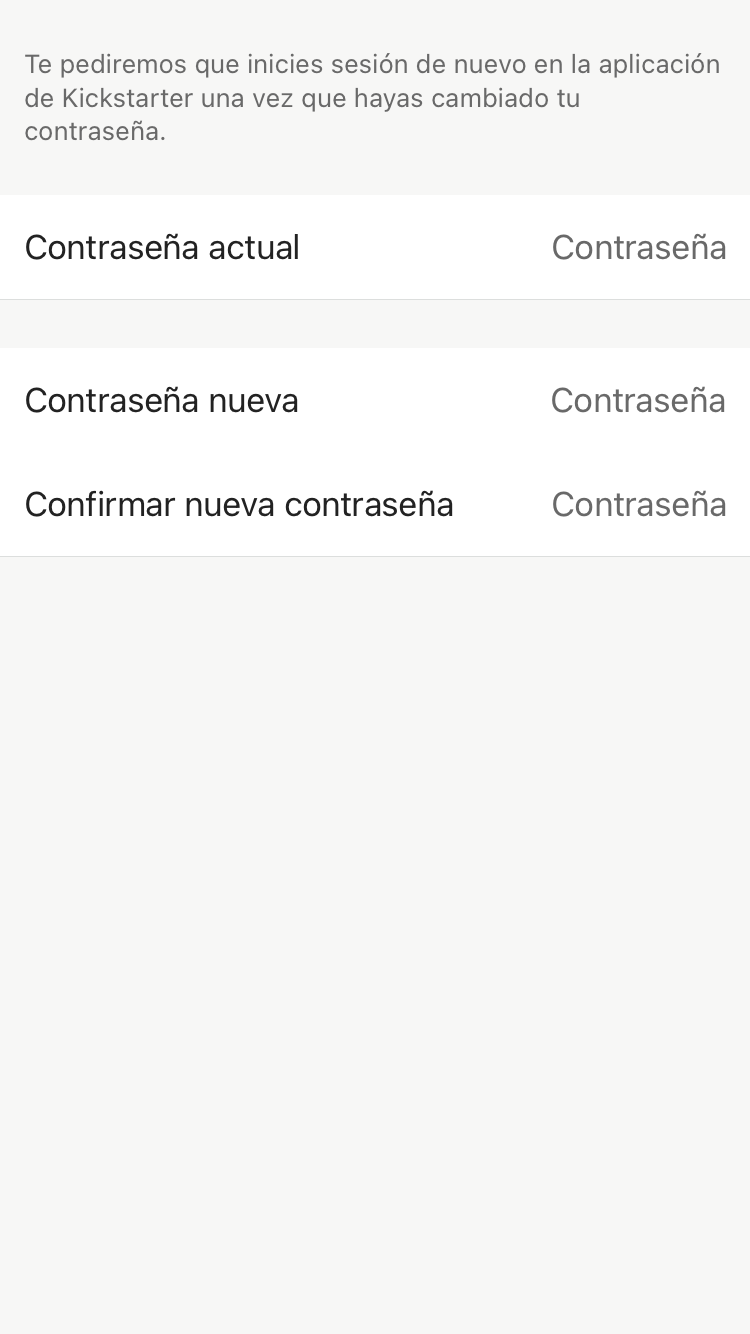 Te pediremos que inicies sesión de nuevo en la aplicación
de Kickstarter una vez que hayas cambiado tu
contraseña.
Contraseña actual Contraseña
Contraseña nueva Contraseña
Confirmar nueva contraseña Contraseña